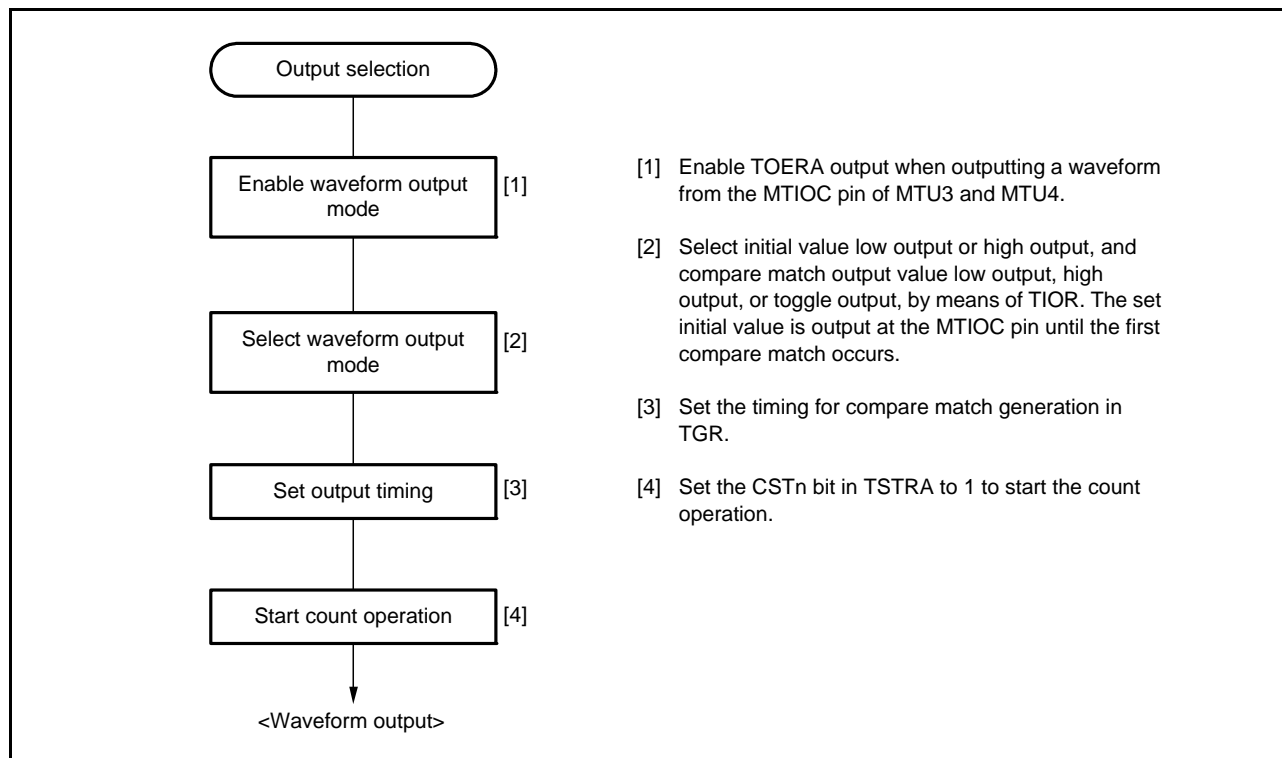 Output selection
Enable waveform output
mode
[1]
Select waveform output
mode
[2]
Set output timing
[3]
Start count operation
[4]
<Waveform output>
[1] Enable TOERA output when outputting a waveform
from the MTIOC pin of MTU3 and MTU4.
[2] Select initial value low output or high output, and
compare match output value low output, high
output, or toggle output, by means of TIOR. The set
initial value is output at the MTIOC pin until the first
compare match occurs.
[3] Set the timing for compare match generation in
TGR.
[4] Set the CSTn bit in TSTRA to 1 to start the count
operation.